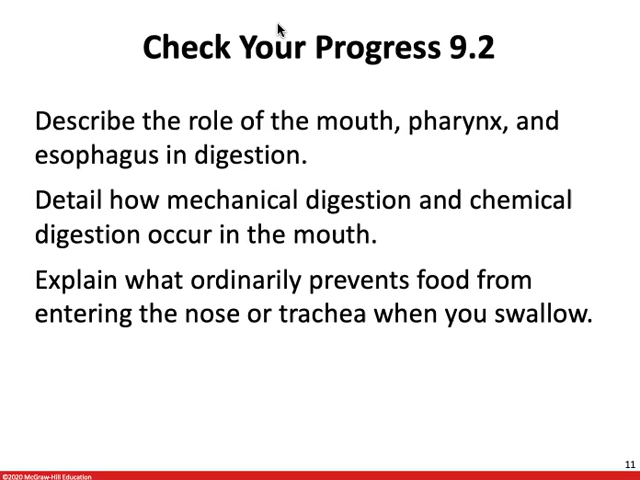 Check Your Progress 9.2
Describe the role of the mouth, pharynx, and
esophagus in digestion.
Detail how mechanical digestion and chemical
digestion occur in the mouth.
Explain what ordinarily prevents food from
entering the nose or trachea when you swallow.
11
©2020 McGraw-Hill Education